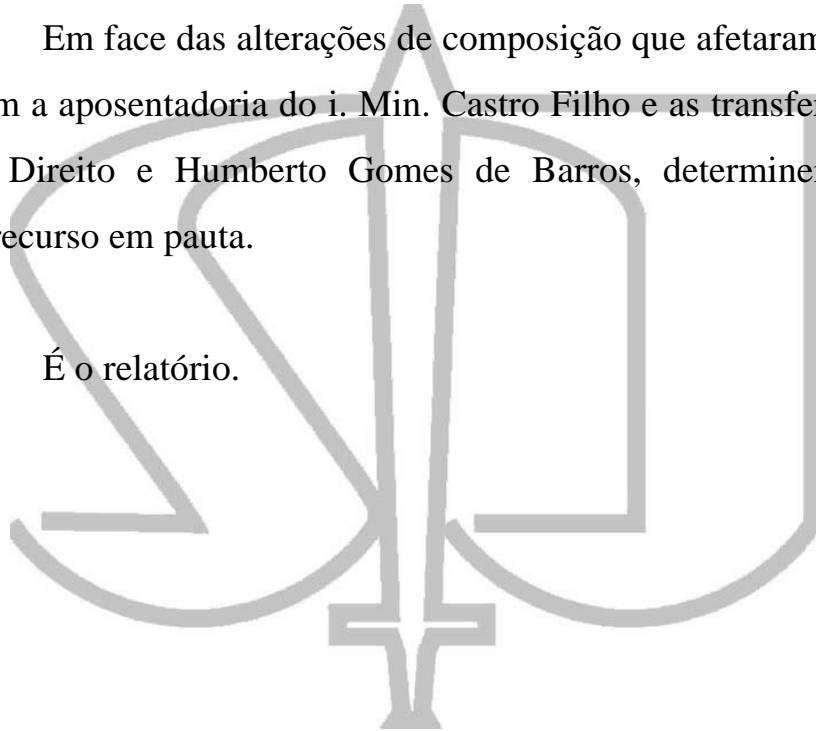 Em face das alterações de composição que afetaram
m a aposentadoria do i. Min. Castro Filho e as transfer
Direito e Humberto Gomes de Barros, determine
recurso em pauta.
É o relatório.